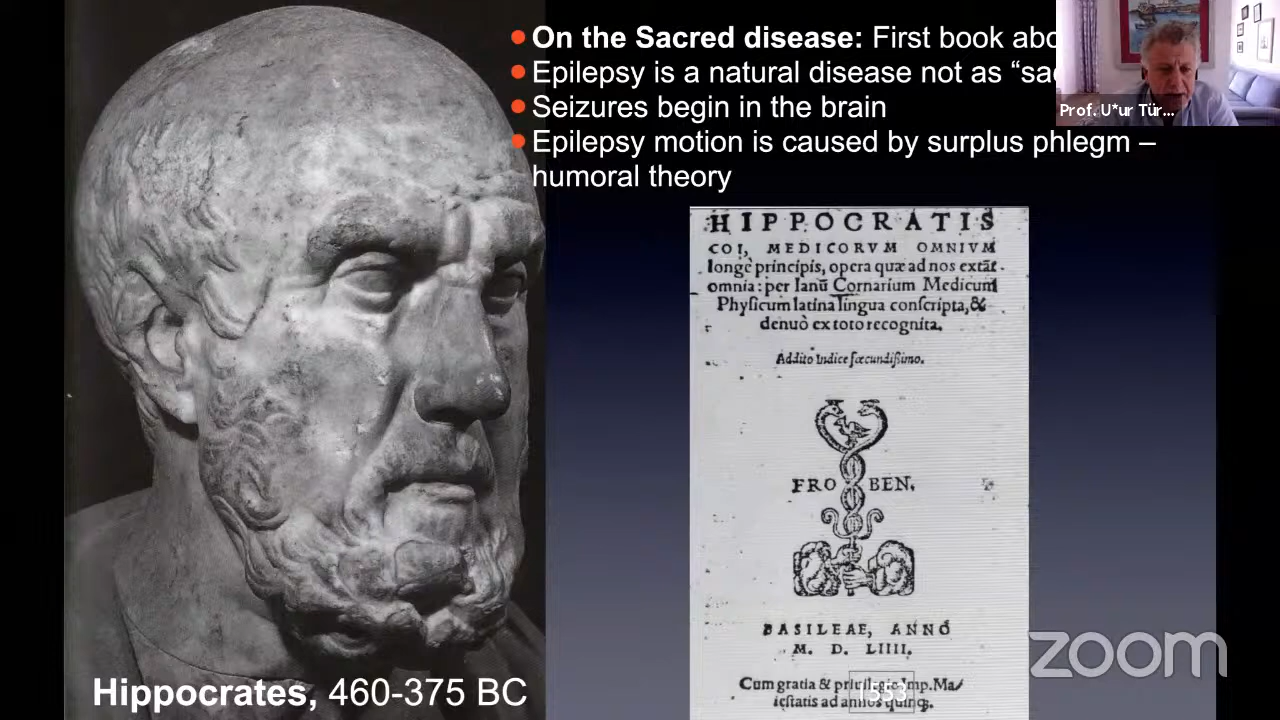 On the Sacred disease: First book abo
Epilepsy is a natural disease not as “sa
Seizures begin in the brain
Epilepsy motion is caused by surplus phlegm –
humoral theory
Prof. U*ur Tür...
HIPPOCRATIS
COI, MEDICORVM OMNIVM
longè principis, opera quæ ad nos extāt
omnia: per Ianū Cornarium Medicum
Physicum latina lingua conscripta, &
denuò ex toto recognita.
Addito indice fœcundissimo.
FRO BEN.
BASILEAE, ANNO
M. D. LIIII.
Cum gratia & priuilegio Imp. Ma/
iestatis ad annos quinq;.
1553
Hippocrates, 460-375 BC
zoom